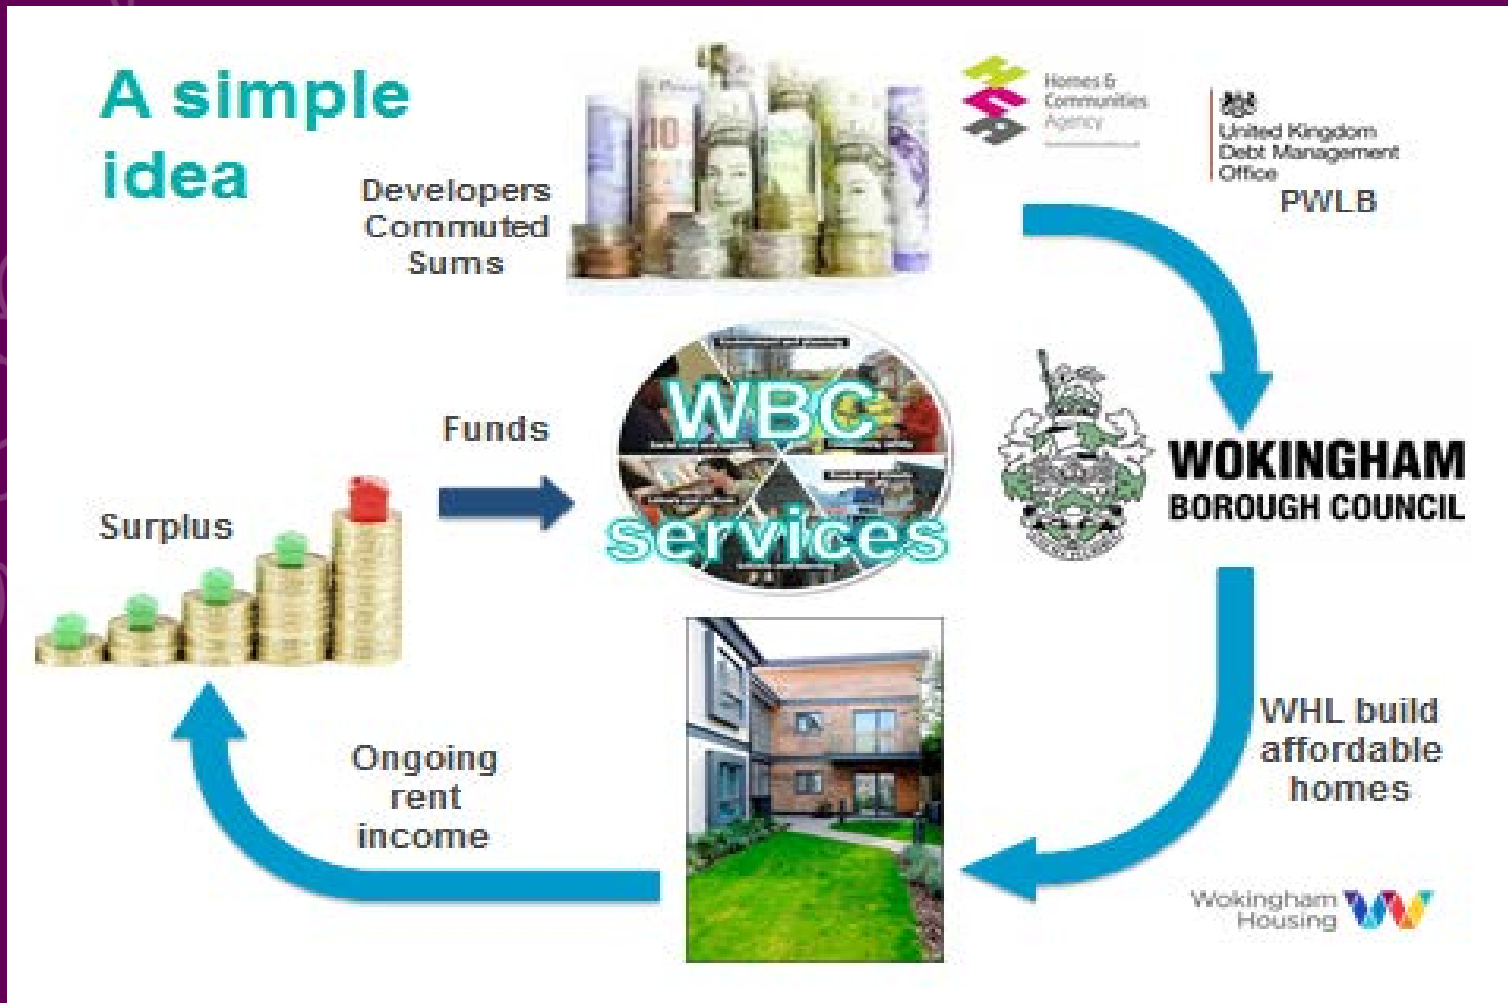 A simple
idea
Developers
Commuted
Sums
10
Homes &
Communities
Agency
United Kingdom
Debt Management
Office
PWLB
Funds
WBC
services
WOKINGHAM
BOROUGH COUNCIL
Surplus
WHL build
affordable
homes
Ongoing
rent
income
Wokingham
Housing